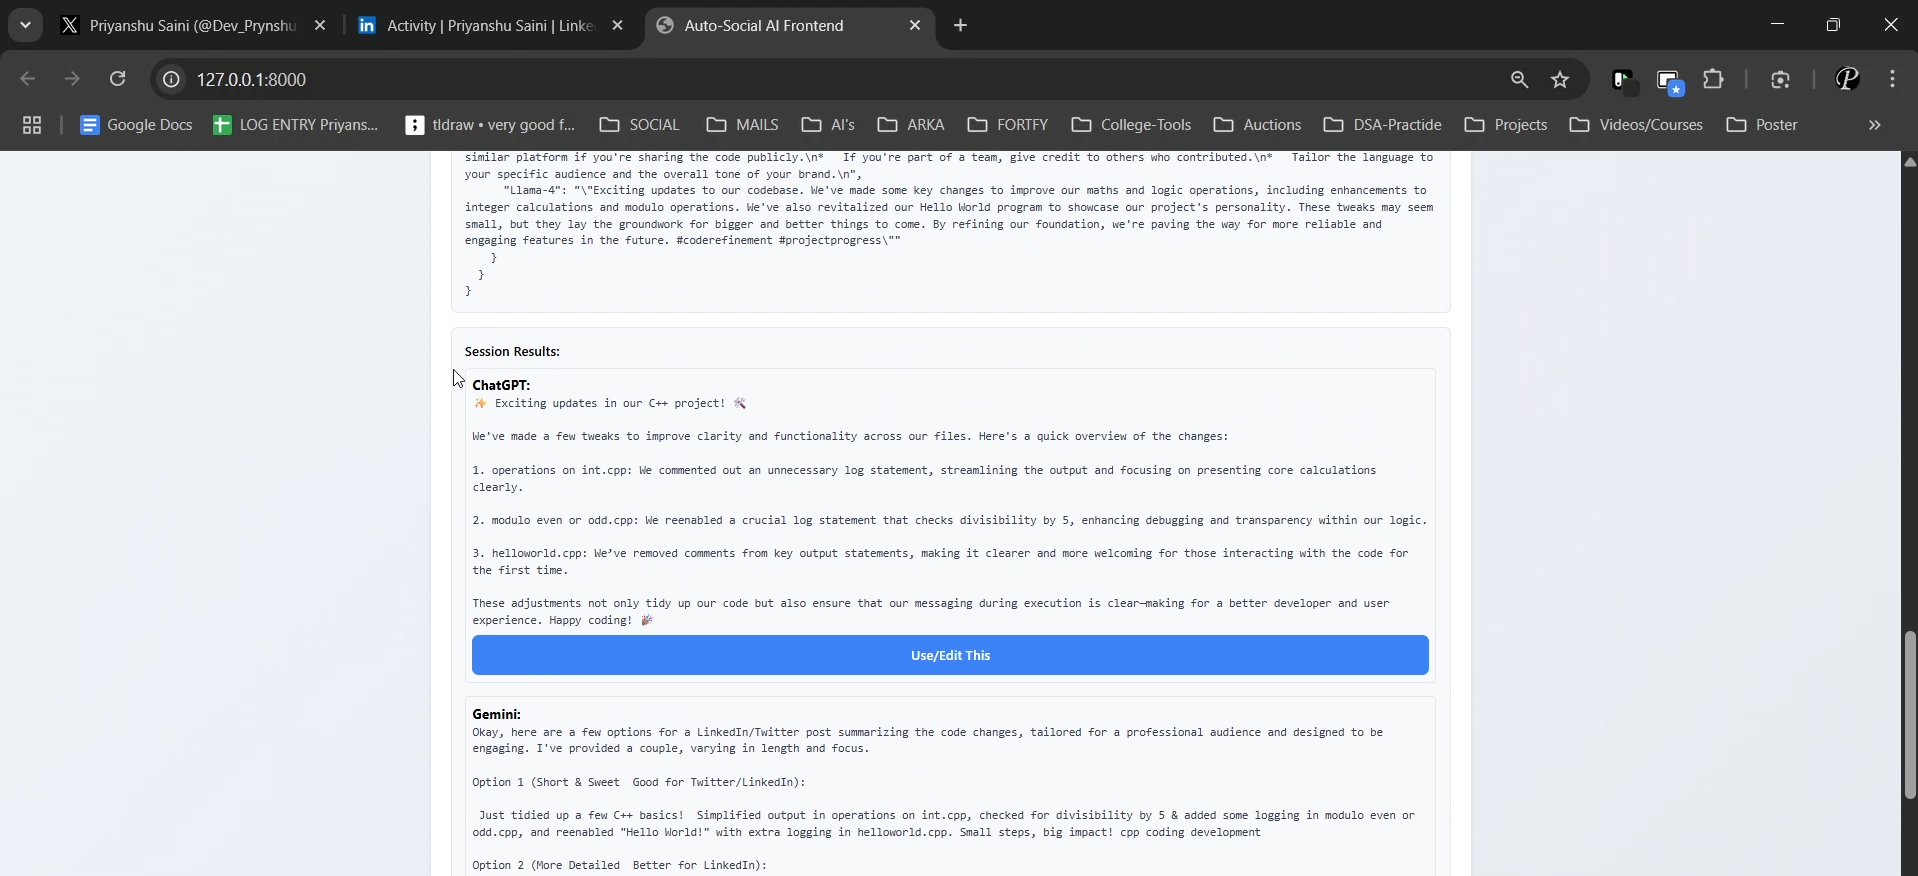 Priyanshu Saini (@Dev_Prynshu
Activity | Priyanshu Saini | Linke
Auto-Social AI Frontend
127.0.0.1:8000
Google Docs
LOG ENTRY Priyans...
tldraw • very good f...
SOCIAL
MAILS
AI's
ARKA
FORTFY
College-Tools
Auctions
DSA-Practide
Projects
Videos/Courses
Poster
similar platform if you're sharing the code publicly.\n*   If you're part of a team, give credit to others who contributed.\n*   Tailor the language to
your specific audience and the overall tone of your brand.\n",
"Llama-4": "\"Exciting updates to our codebase. We've made some key changes to improve our maths and logic operations, including enhancements to
integer calculations and modulo operations. We've also revitalized our Hello World program to showcase our project's personality. These tweaks may seem
small, but they lay the groundwork for bigger and better things to come. By refining our foundation, we're paving the way for more reliable and
engaging features in the future. #coderefinement #projectprogress\""
}
}
}
Session Results:
ChatGPT:
✨ Exciting updates in our C++ project! 🛠️
We've made a few tweaks to improve clarity and functionality across our files. Here's a quick overview of the changes:
1. operations on int.cpp: We commented out an unnecessary log statement, streamlining the output and focusing on presenting core calculations
clearly.
2. modulo even or odd.cpp: We reenabled a crucial log statement that checks divisibility by 5, enhancing debugging and transparency within our logic.
3. helloworld.cpp: We’ve removed comments from key output statements, making it clearer and more welcoming for those interacting with the code for
the first time.
These adjustments not only tidy up our code but also ensure that our messaging during execution is clear—making for a better developer and user
experience. Happy coding! 🎉
Use/Edit This
Gemini:
Okay, here are a few options for a LinkedIn/Twitter post summarizing the code changes, tailored for a professional audience and designed to be
engaging. I've provided a couple, varying in length and focus.
Option 1 (Short & Sweet  Good for Twitter/LinkedIn):
Just tidied up a few C++ basics!  Simplified output in operations on int.cpp, checked for divisibility by 5 & added some logging in modulo even or
odd.cpp, and reenabled "Hello World!" with extra logging in helloworld.cpp. Small steps, big impact! cpp coding development
Option 2 (More Detailed  Better for LinkedIn):